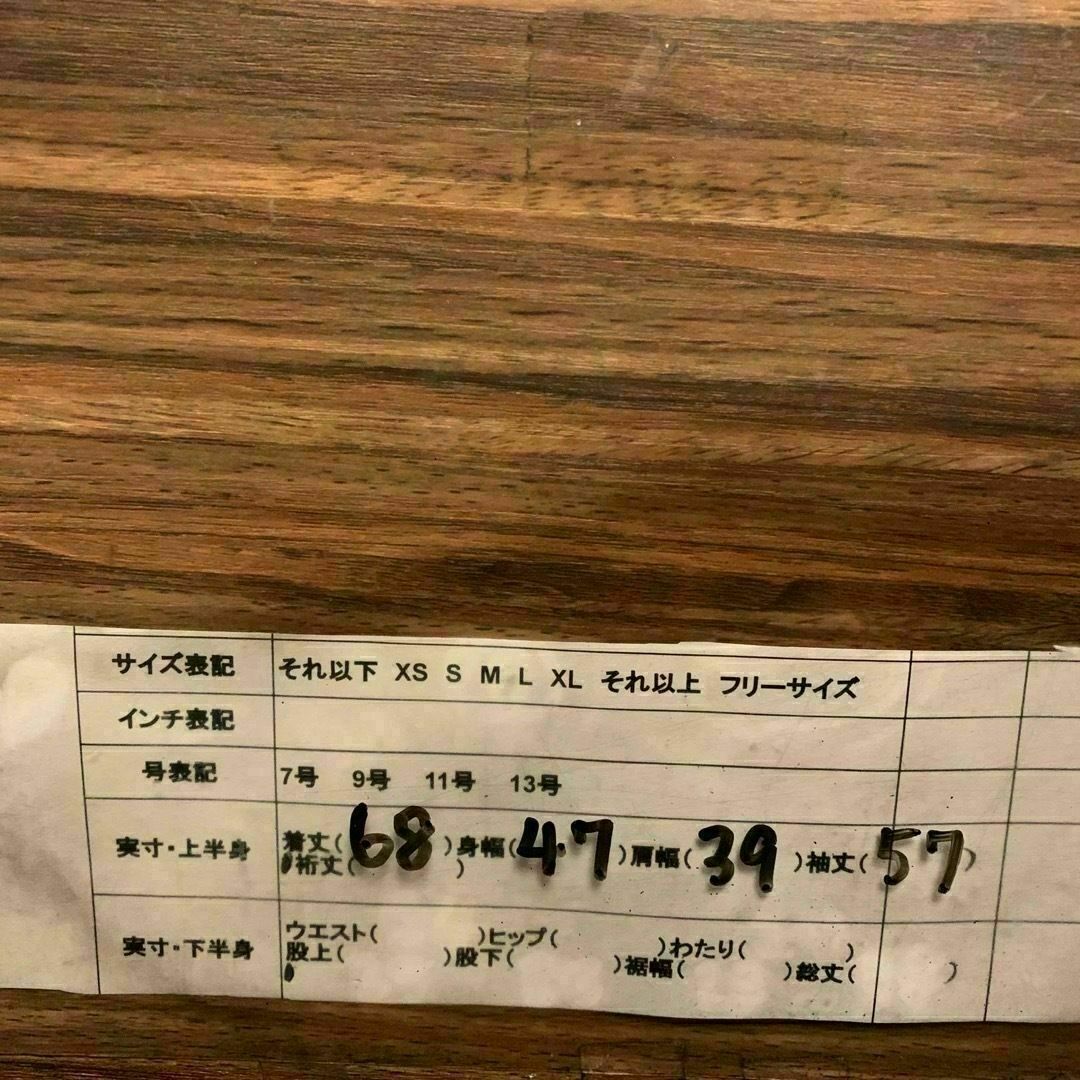 サイズ表記 それ以下 XS S M L XL それ以上 フリーサイズ
インチ表記
号表記 7号 9号 11号 13号
実寸・上半身 着丈(68)身幅(47)肩幅(39)袖丈(57)
裄丈( )
実寸・下半身 ウエスト( )ヒップ( )わたり( )
股上( )股下( )裾幅( )総丈( )